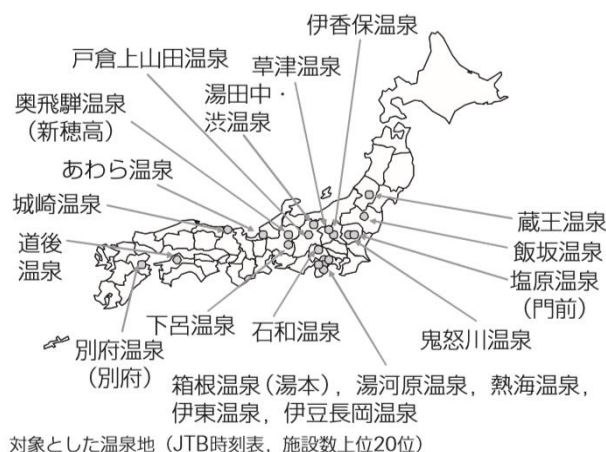 伊香保温泉
戸倉上山田温泉
草津温泉
湯田中・
渋温泉
奥飛騨温泉
（新穂高）
あわら温泉
城崎温泉
道後
温泉
蔵王温泉
飯坂温泉
塩原温泉
（門前）
鬼怒川温泉
下呂温泉
石和温泉
別府温泉
（別府）
箱根温泉（湯本），湯河原温泉，熱海温泉，
伊東温泉，伊豆長岡温泉
対象とした温泉地（JTB時刻表，施設数上位20位）